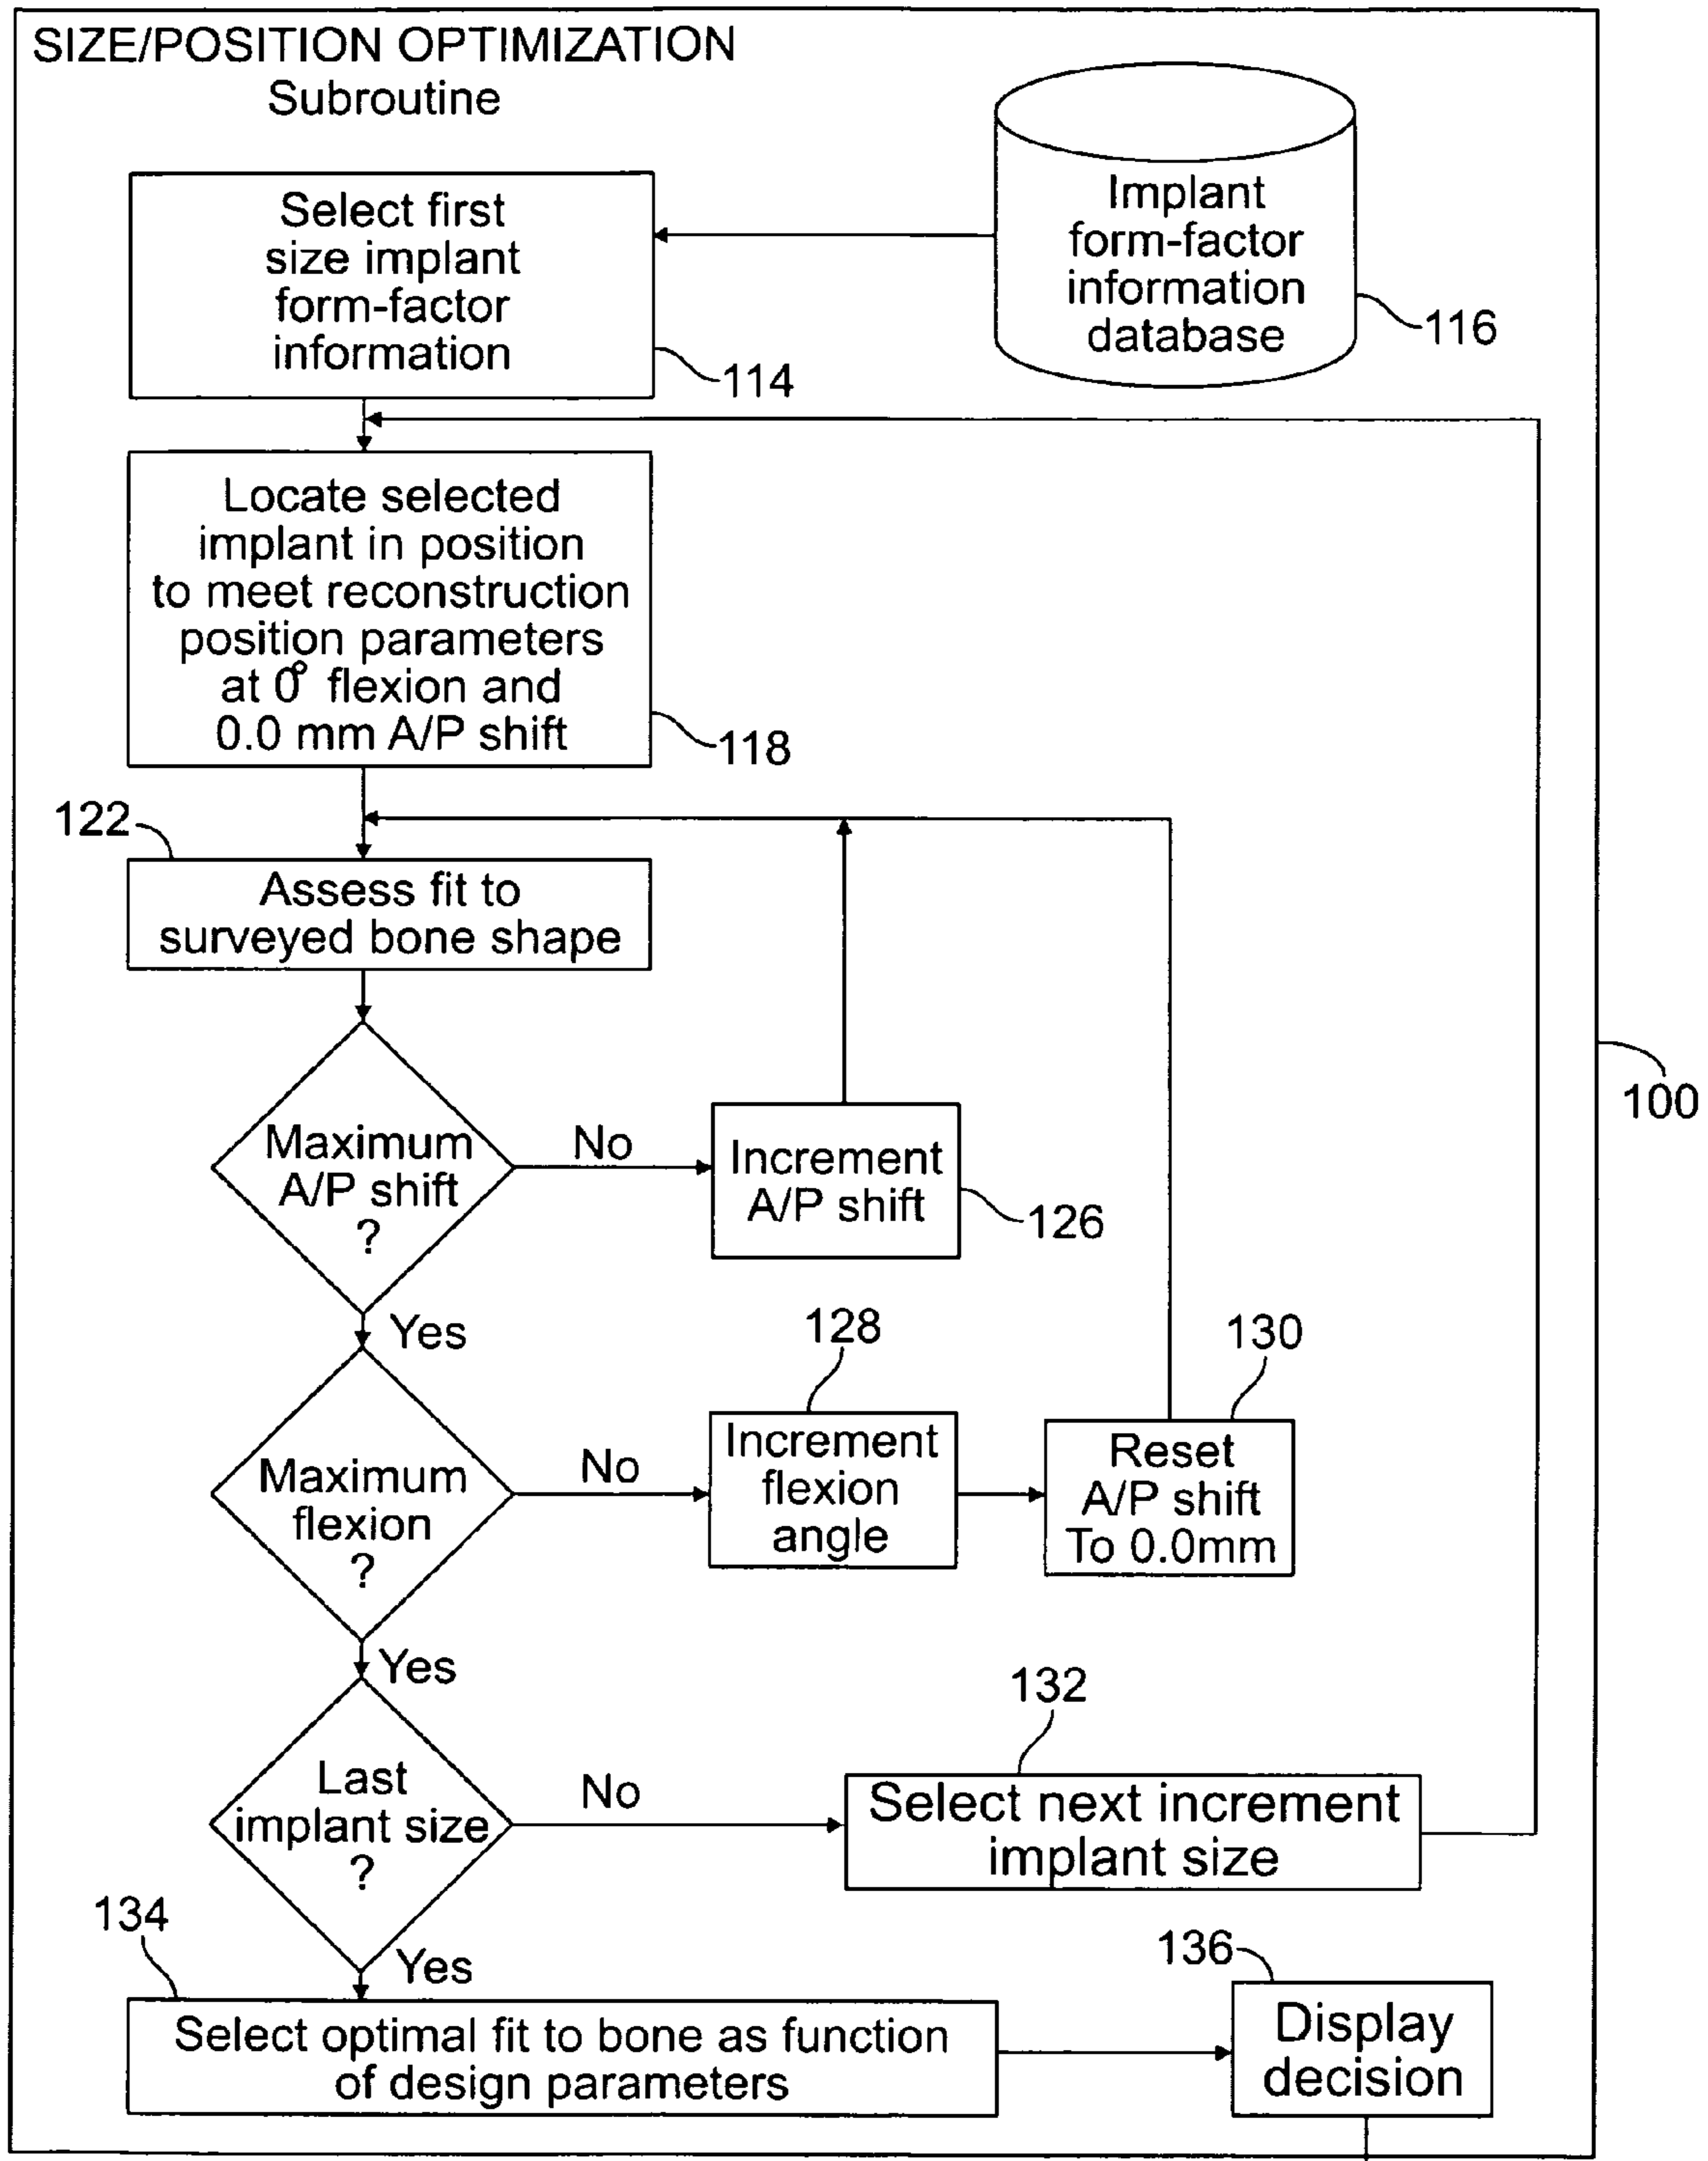 SIZE/POSITION OPTIMIZATION
Subroutine
Select first
size implant
form-factor
information
114
Implant
form-factor
information
database
116
Locate selected
implant in position
to meet reconstruction
position parameters
at 0° flexion and
0.0 mm A/P shift
118
122
Assess fit to
surveyed bone shape
100
Maximum
A/P shift
?
No
Increment
A/P shift
126
Yes
Maximum
flexion
?
No
128
Increment
flexion
angle
130
Reset
A/P shift
To 0.0mm
Yes
Last
implant size
?
No
132
Select next increment
implant size
Yes
134
Select optimal fit to bone as function
of design parameters
136
Display
decision